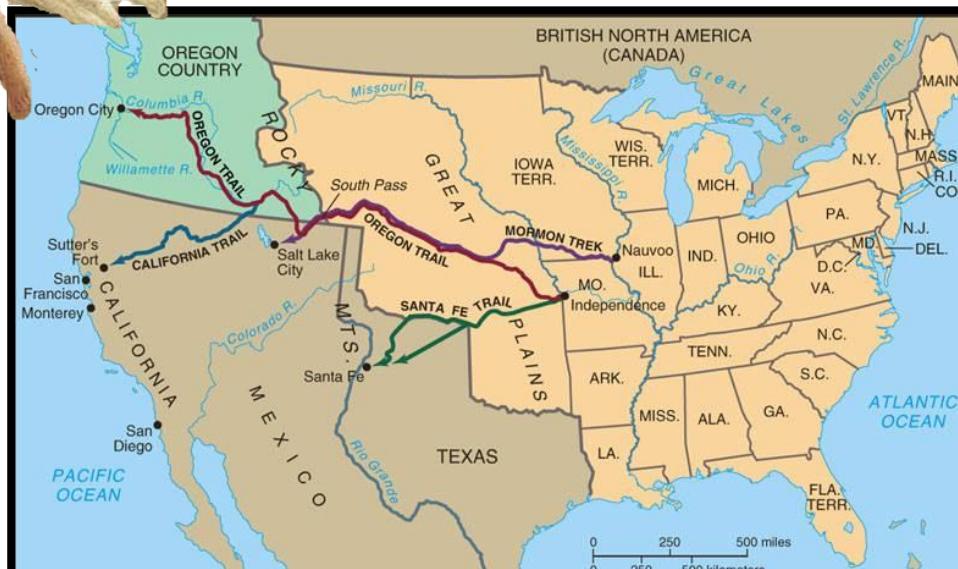 BRITISH NORTH AMERICA
(CANADA)
OREGON
COUNTRY
Great Lakes
St. Lawrence R.
MAIN
Missouri R.
Oregon City
Columbia R.
VT.
N.H.
OREGON TRAIL
ROCKY
Mississippi R.
WIS.
TERR.
MASS
GREAT
IOWA
TERR.
N.Y.
R.I.
CO
Willamette R.
MICH.
South Pass
PA.
N.J.
OREGON TRAIL
MORMON TREK
OHIO
Sutter's
Fort
CALIFORNIA TRAIL
Salt Lake
City
Nauvoo
ILL.
IND.
MD.
DEL.
Ohio R.
D.C.
San
Francisco
MO.
VA.
Monterey
CALIFORNIA
Colorado R.
MTS.
SANTA FE TRAIL
Independence
KY.
PLAINS
N.C.
TENN.
Santa Fe
ARK.
S.C.
MEXICO
MISS.
ALA.
GA.
ATLANTIC
OCEAN
San
Diego
LA.
TEXAS
Rio Grande
PACIFIC
OCEAN
FLA.
TERR.
0 250 500 miles
0 250 500 kilometers